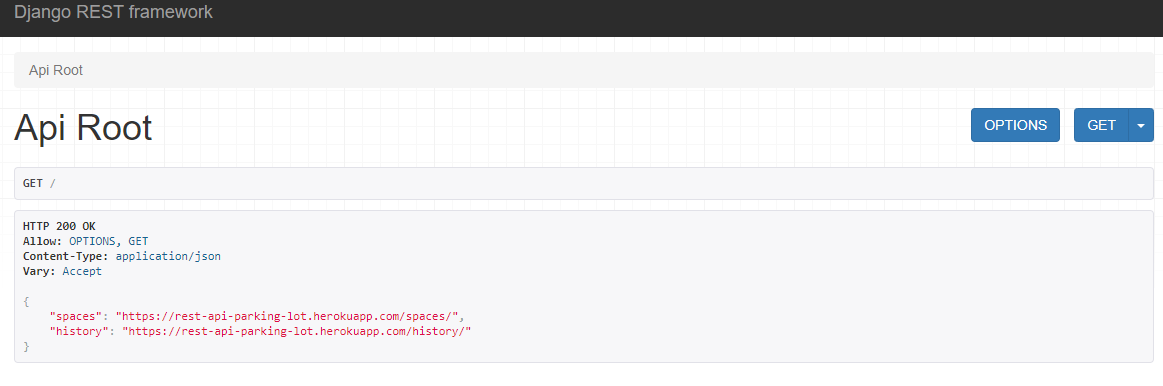 Django REST framework
Api Root
Api Root
OPTIONS
GET
GET /
HTTP 200 OK
Allow: OPTIONS, GET
Content-Type: application/json
Vary: Accept
{
    "spaces": "https://rest-api-parking-lot.herokuapp.com/spaces/",
    "history": "https://rest-api-parking-lot.herokuapp.com/history/"
}